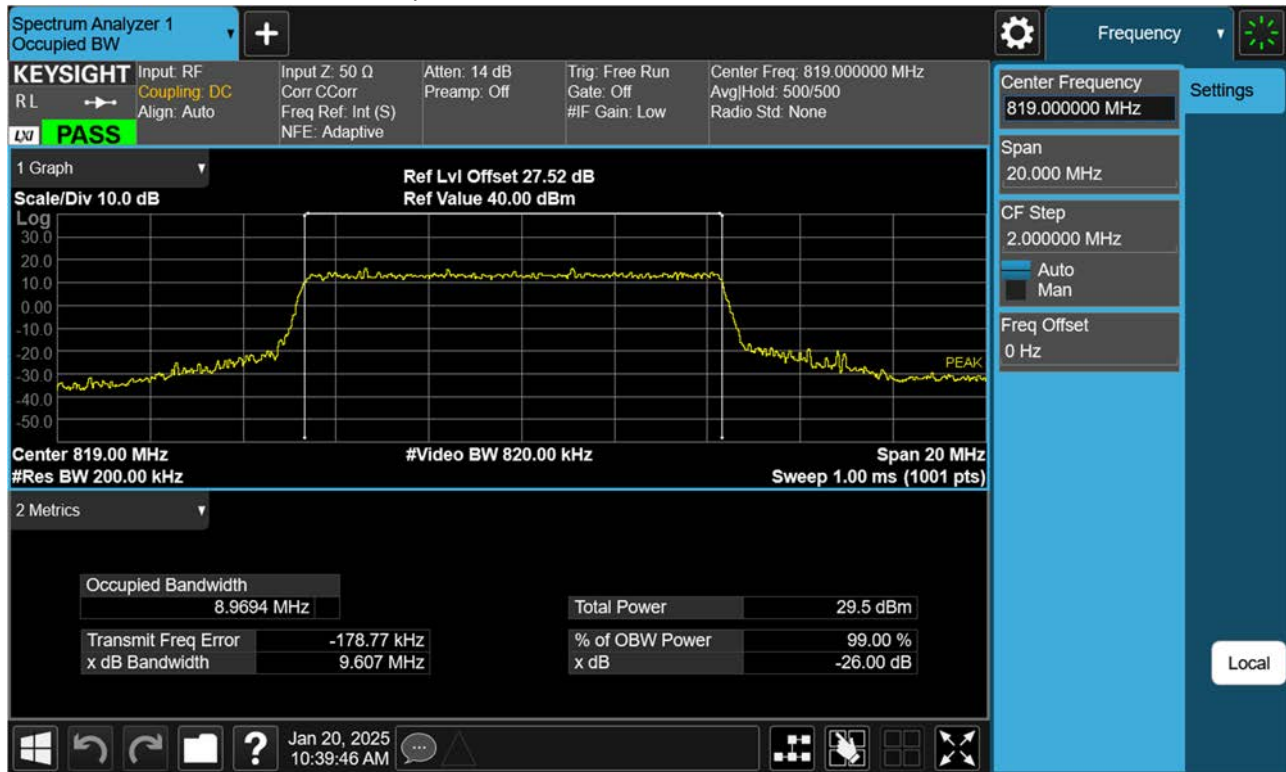 Spectrum Analyzer 1
Occupied BW
+
Frequency
KEYSIGHT
RL
LXI
PASS
Input: RF
Coupling: DC
Align: Auto
Input Z: 50 Ω
Corr CCorr
Freq Ref: Int (S)
NFE: Adaptive
Atten: 14 dB
Preamp: Off
Trig: Free Run
Gate: Off
#IF Gain: Low
Center Freq: 819.000000 MHz
Avg|Hold: 500/500
Radio Std: None
Center Frequency
819.000000 MHz
Settings
Span
20.000 MHz
CF Step
2.000000 MHz
Auto
Man
Freq Offset
0 Hz
Local
1 Graph
Scale/Div 10.0 dB
Ref Lvl Offset 27.52 dB
Ref Value 40.00 dBm
Log
30.0
20.0
10.0
0.00
-10.0
-20.0
-30.0
-40.0
-50.0
PEAK
Center 819.00 MHz
#Video BW 820.00 kHz
Span 20 MHz
#Res BW 200.00 kHz
Sweep 1.00 ms (1001 pts)
2 Metrics
Occupied Bandwidth
8.9694 MHz
Total Power 29.5 dBm
Transmit Freq Error -178.77 kHz
% of OBW Power 99.00 %
x dB Bandwidth 9.607 MHz
x dB -26.00 dB
?
Jan 20, 2025
10:39:46 AM